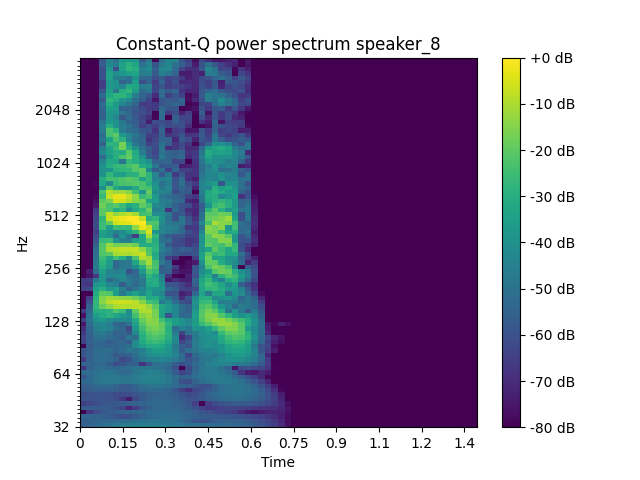 Constant-Q power spectrum speaker_8
Hz
2048
1024
512
256
128
64
32
0 0.15 0.3 0.45 0.6 0.75 0.9 1.1 1.2 1.4
Time
+0 dB
-10 dB
-20 dB
-30 dB
-40 dB
-50 dB
-60 dB
-70 dB
-80 dB